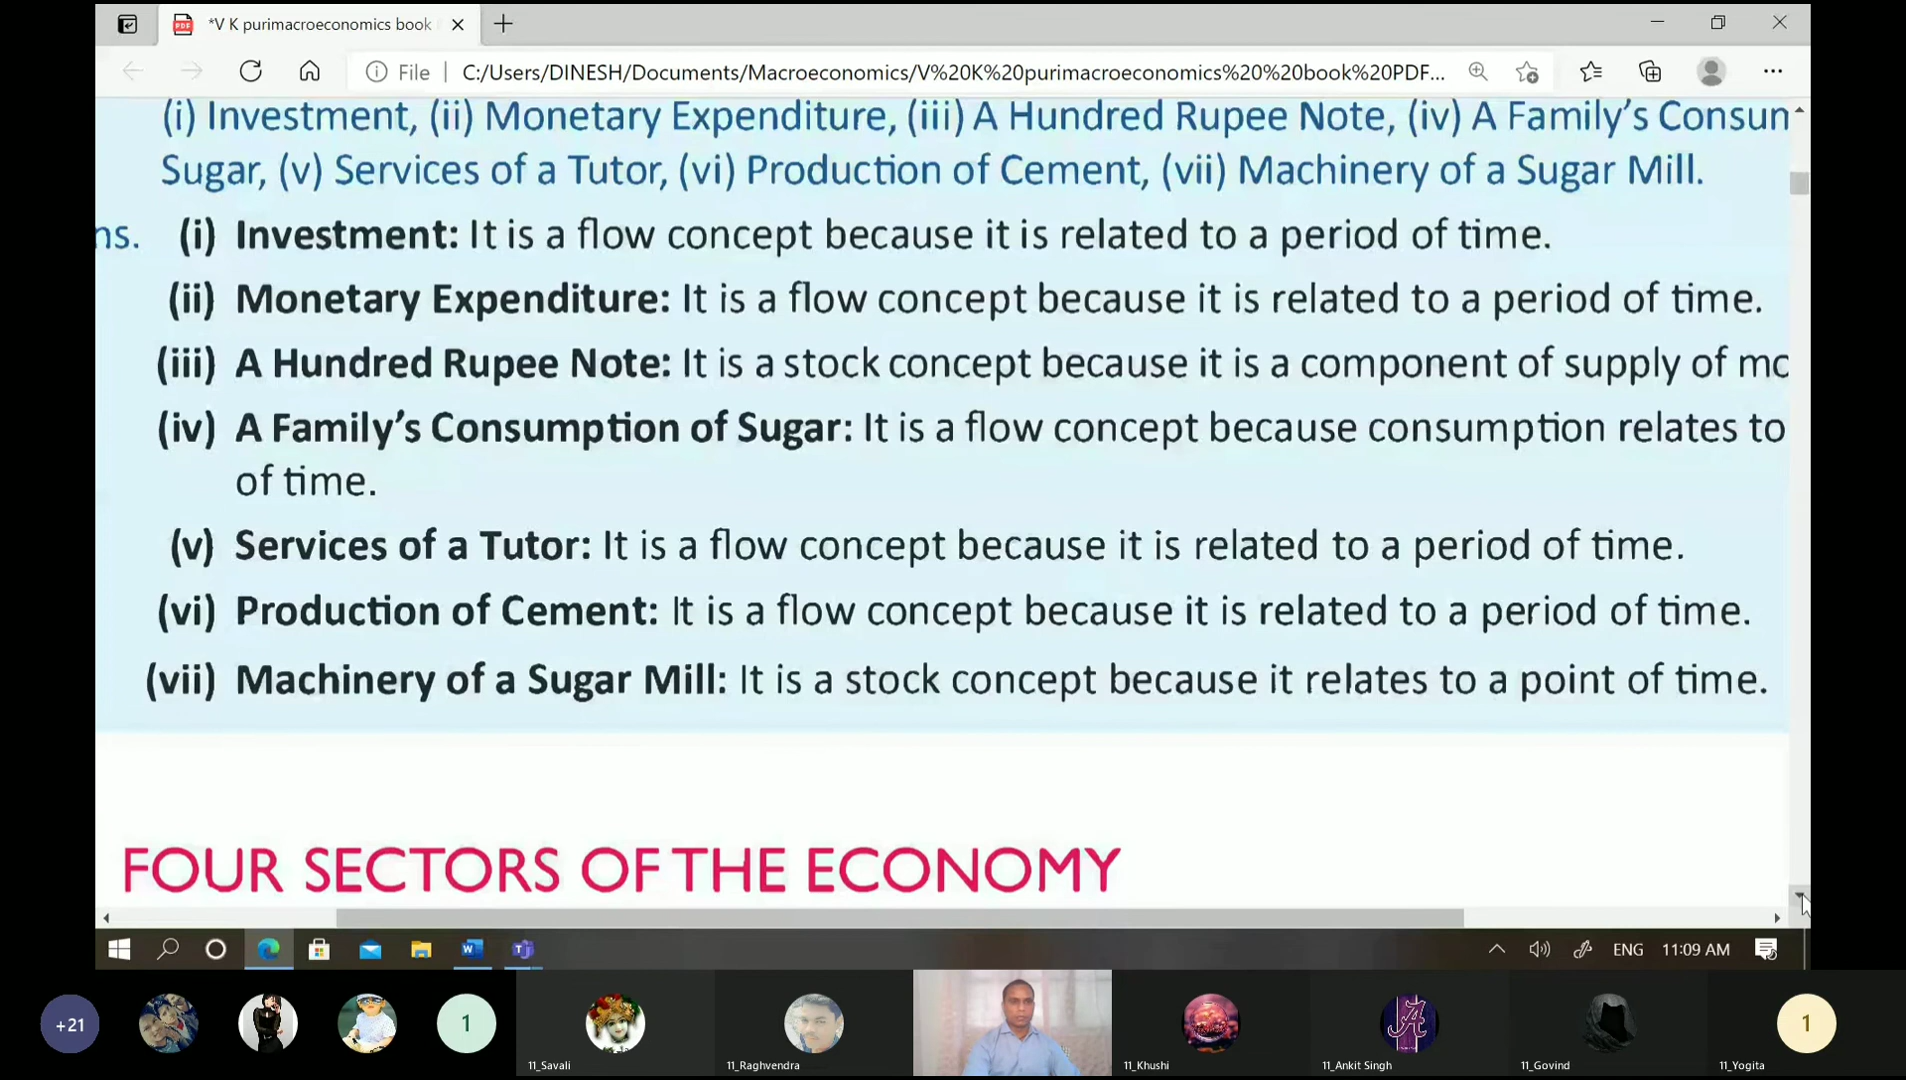 *V K purimacroeconomics book
File C:/Users/DINESH/Documents/Macroeconomics/V%20K%20purimacroeconomics%20%20book%20PDF...
(i) Investment, (ii) Monetary Expenditure, (iii) A Hundred Rupee Note, (iv) A Family’s Consun
Sugar, (v) Services of a Tutor, (vi) Production of Cement, (vii) Machinery of a Sugar Mill.
ns. (i) Investment: It is a flow concept because it is related to a period of time.
(ii) Monetary Expenditure: It is a flow concept because it is related to a period of time.
(iii) A Hundred Rupee Note: It is a stock concept because it is a component of supply of mo
(iv) A Family’s Consumption of Sugar: It is a flow concept because consumption relates to
of time.
(v) Services of a Tutor: It is a flow concept because it is related to a period of time.
(vi) Production of Cement: It is a flow concept because it is related to a period of time.
(vii) Machinery of a Sugar Mill: It is a stock concept because it relates to a point of time.
FOUR SECTORS OF THE ECONOMY
ENG 11:09 AM
+21
1
1
11_Savali
11_Raghvendra
11_Khushi
11_Ankit Singh
11_Govind
11_Yogita